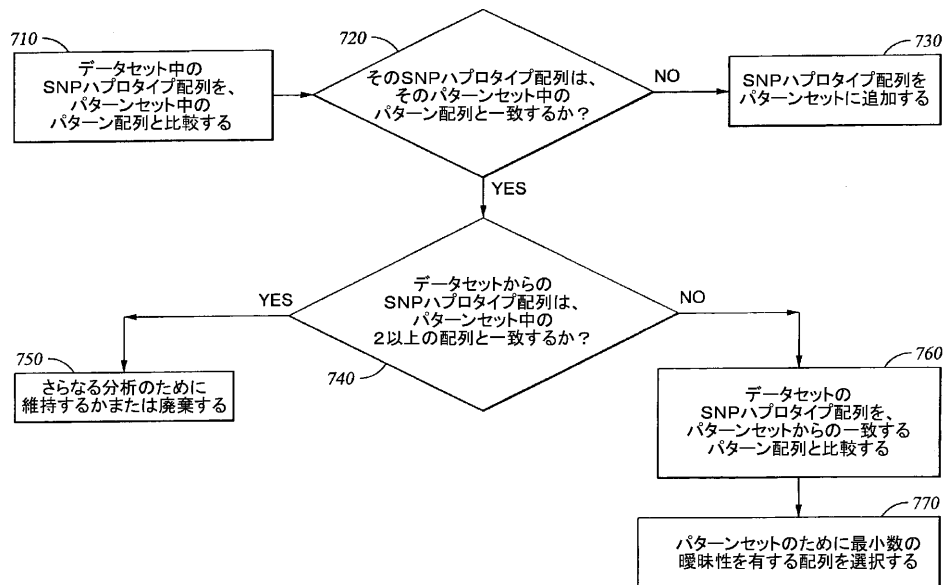 710
データセット中の
SNPハプロタイプ配列を、
パターンセット中の
パターン配列と比較する
720
そのSNPハプロタイプ配列は、
そのパターンセット中の
パターン配列と一致するか?
NO
730
SNPハプロタイプ配列を
パターンセットに追加する
YES
データセットからの
SNPハプロタイプ配列は、
パターンセット中の
2以上の配列と一致するか?
740
YES
NO
750
さらなる分析のために
維持するかまたは廃棄する
760
データセットの
SNPハプロタイプ配列を、
パターンセットからの一致する
パターン配列と比較する
770
パターンセットのために最小数の
曖昧性を有する配列を選択する